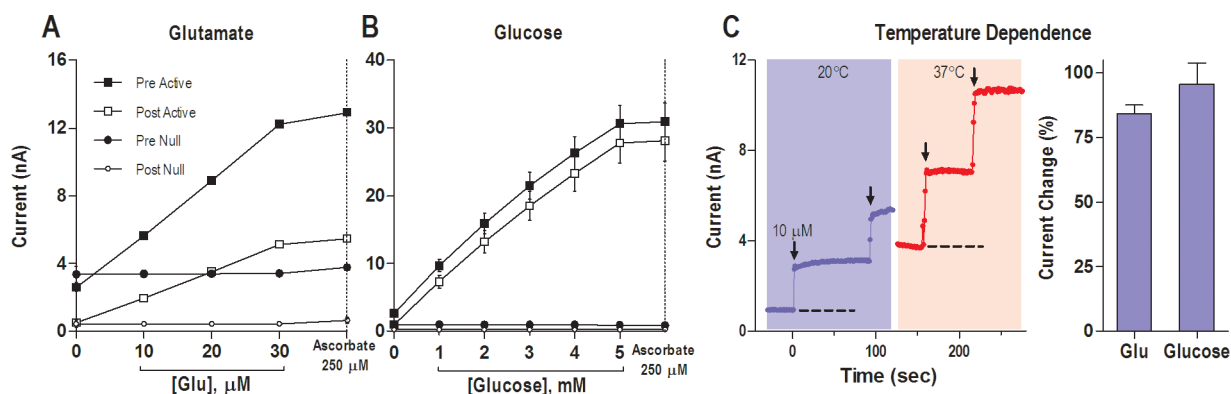 A
Glutamate
Current (nA)
16
12
8
4
0
Pre Active
Post Active
Pre Null
Post Null
0 10 20 30
Ascorbate
250 μM
[Glu], μM
B
Glucose
40
30
20
10
0
0 1 2 3 4 5
Ascorbate
250 μM
[Glucose], mM
C
Temperature Dependence
Current (nA)
12
8
4
0
20°C
37°C
10 μM
0 100 200
Time (sec)
Current Change (%)
100
75
50
25
0
Glu Glucose